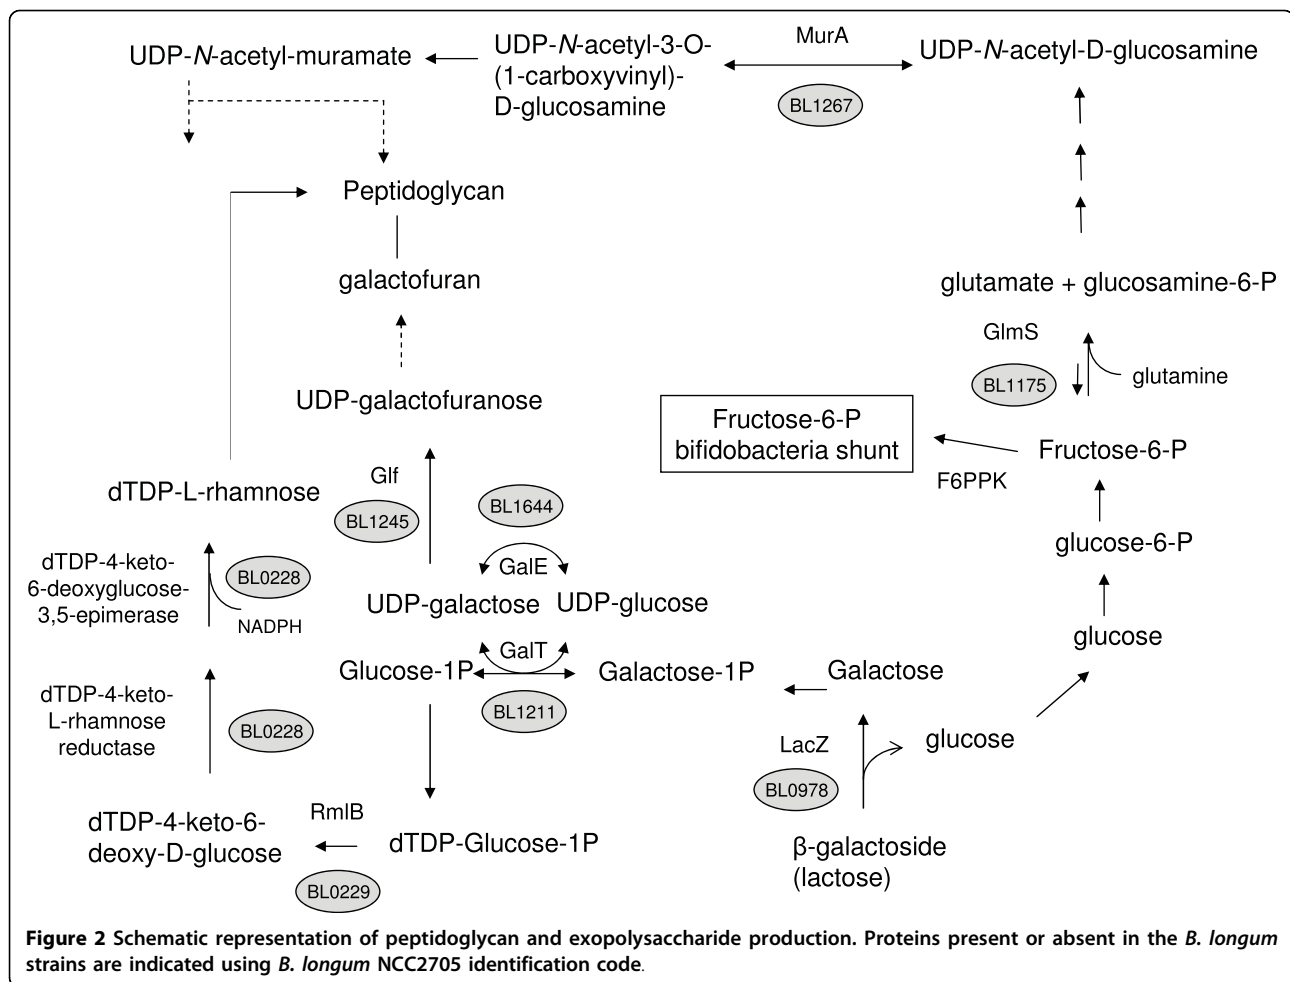 UDP-N-acetyl-muramate
UDP-N-acetyl-3-O-
(1-carboxyvinyl)-
D-glucosamine
MurA
BL1267
UDP-N-acetyl-D-glucosamine
Peptidoglycan
galactofuran
glutamate + glucosamine-6-P
GlmS
BL1175
glutamine
UDP-galactofuranose
Fructose-6-P
bifidobacteria shunt
Fructose-6-P
F6PPK
dTDP-L-rhamnose
Glf
BL1245
BL1644
GalE
glucose-6-P
dTDP-4-keto-
6-deoxyglucose-
3,5-epimerase
BL0228
NADPH
UDP-galactose
UDP-glucose
glucose
GalT
Glucose-1P
Galactose-1P
BL1211
Galactose
dTDP-4-keto-
L-rhamnose
reductase
BL0228
LacZ
BL0978
glucose
dTDP-4-keto-6-
deoxy-D-glucose
RmlB
BL0229
dTDP-Glucose-1P
β-galactoside
(lactose)
Figure 2 Schematic representation of peptidoglycan and exopolysaccharide production. Proteins present or absent in the B. longum
strains are indicated using B. longum NCC2705 identification code.